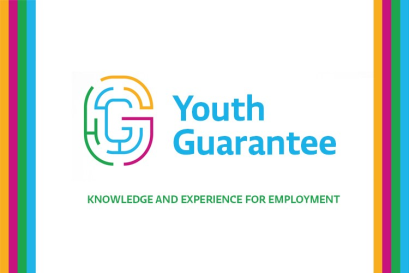 Youth
Guarantee
KNOWLEDGE AND EXPERIENCE FOR EMPLOYMENT